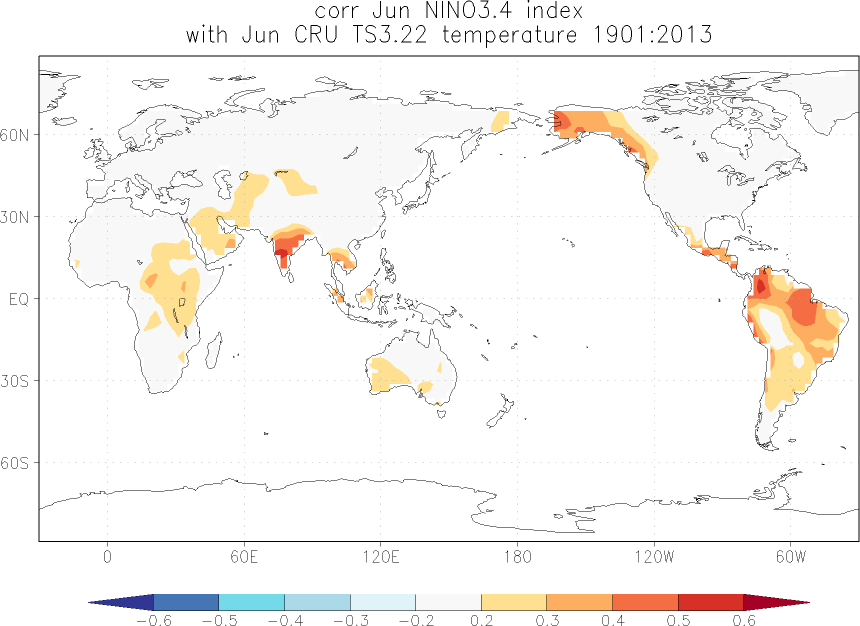 corr Jun NINO3.4 index
with Jun CRU TS3.22 temperature 1901:2013
60N
30N
EQ
30S
60S
0 60E 120E 180 120W 60W
−0.6 −0.5 −0.4 −0.3 −0.2 0.2 0.3 0.4 0.5 0.6